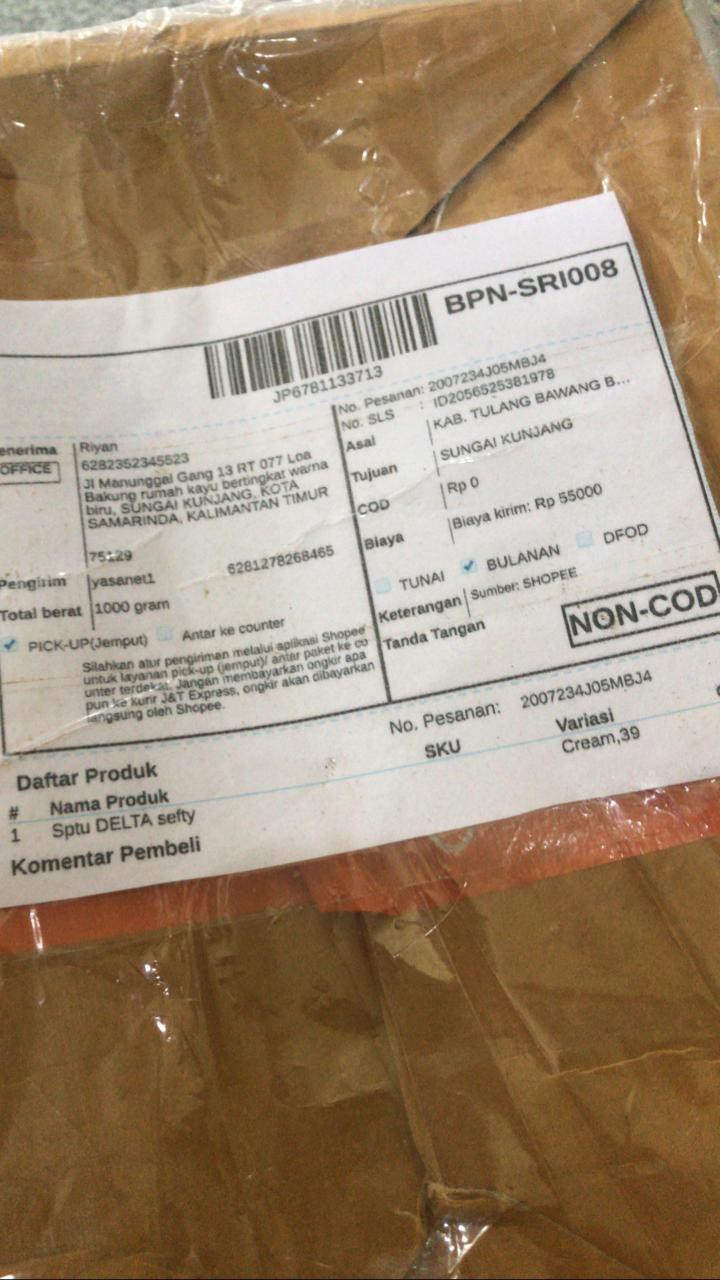 BPN-SRI008
JP6781133713
enerima
OFFICE
Riyan
6282352345523
Jl Manunggal Gang 13 RT 077 Loa
Bakung rumah kayu bertingkat warna
biru, SUNGAI KUNJANG, KOTA
SAMARINDA, KALIMANTAN TIMUR
75129
Pengirim yasanet1 6281278268465
Total berat 1000 gram
PICK-UP(Jemput) Antar ke counter
Silahkan atur pengiriman melalui aplikasi Shopee
untuk layanan pick-up (jemput)/ antar paket ke co
unter terdekat. Jangan membayarkan ongkir apa
pun ke kurir J&T Express, ongkir akan dibayarkan
langsung oleh Shopee.
No. Pesanan: 2007234J05MBJ4
No. SLS : ID2056525381978
Asal KAB. TULANG BAWANG B...
Tujuan SUNGAI KUNJANG
COD Rp 0
Biaya Biaya kirim: Rp 55000
TUNAI BULANAN DFOD
Keterangan Sumber: SHOPEE
Tanda Tangan
NON-COD
No. Pesanan: 2007234J05MBJ4
Daftar Produk
# Nama Produk SKU Variasi
1 Sptu DELTA sefty Cream,39
Komentar Pembeli